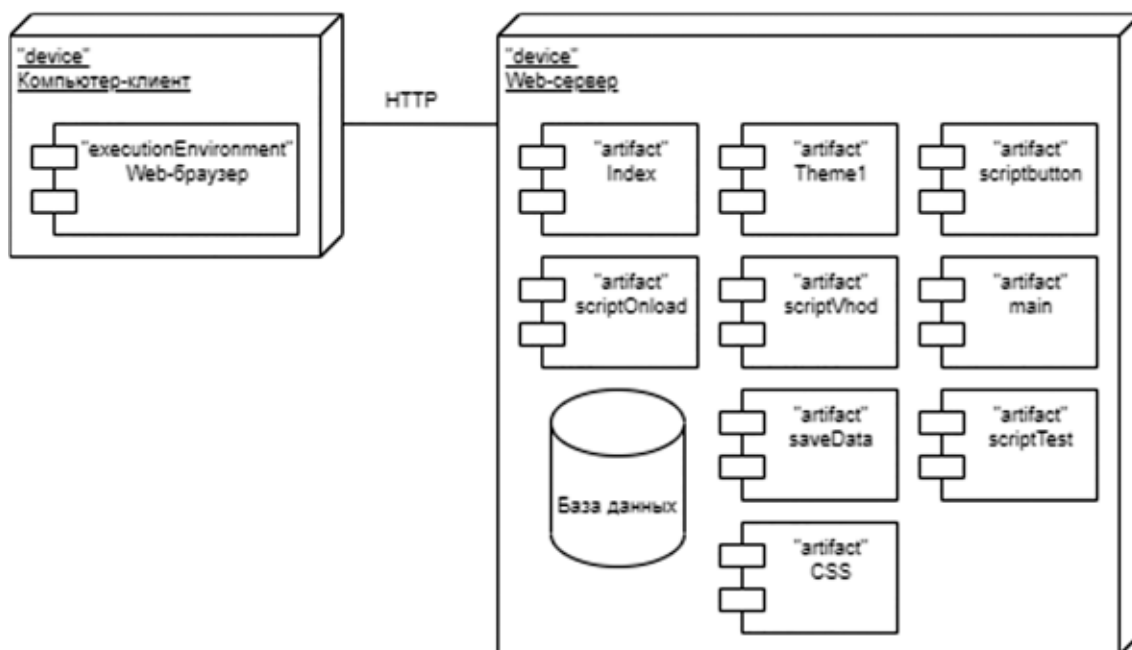 "device"
Компьютер-клиент
"executionEnvironment"
Web-браузер
HTTP
"device"
Web-сервер
"artifact"
Index
"artifact"
Theme1
"artifact"
scriptbutton
"artifact"
scriptOnload
"artifact"
scriptVhod
"artifact"
main
База данных
"artifact"
saveData
"artifact"
scriptTest
"artifact"
CSS